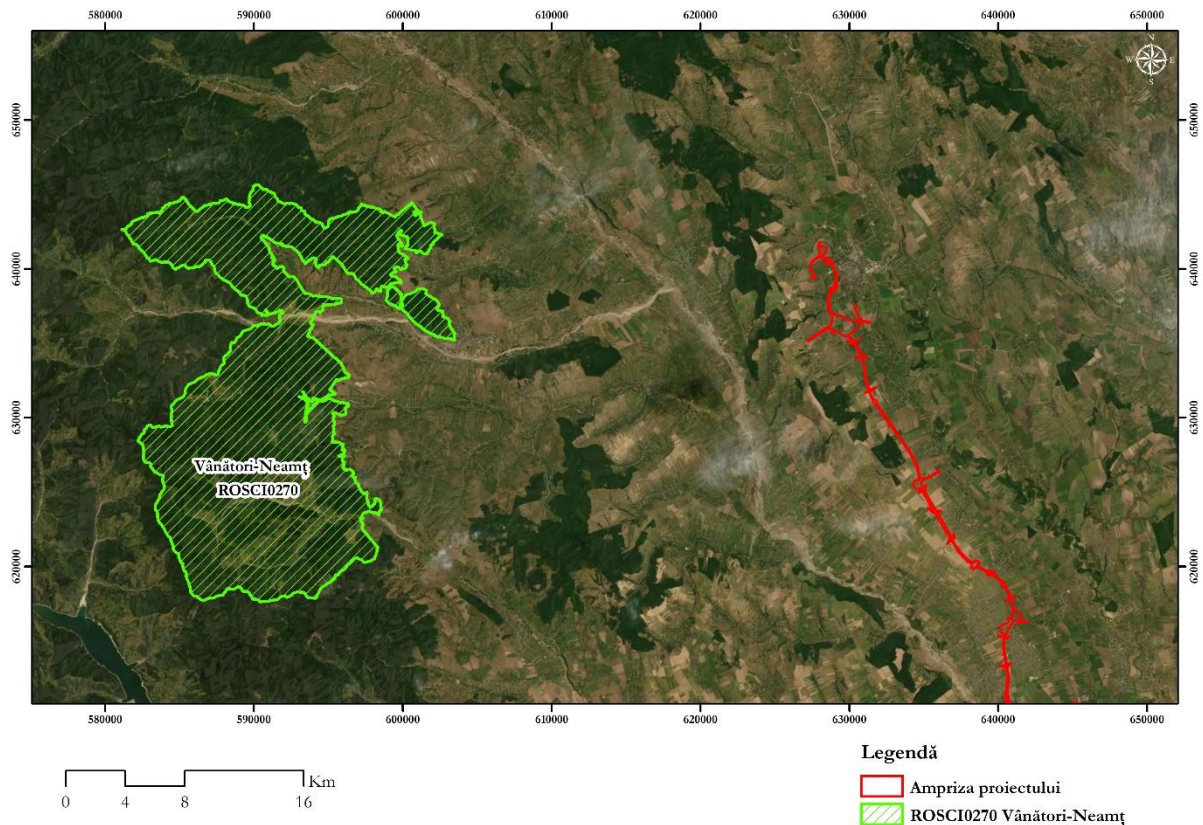 580000 590000 600000 610000 620000 630000 640000 650000
N
W E
S
650000 650000
640000 640000
630000 630000
620000 620000
Vânători-Neamț
ROSCI0270
580000 590000 600000 610000 620000 630000 640000 650000
Legendă
Km
0 4 8 16
Ampriza proiectului
ROSCI0270 Vânători-Neamț